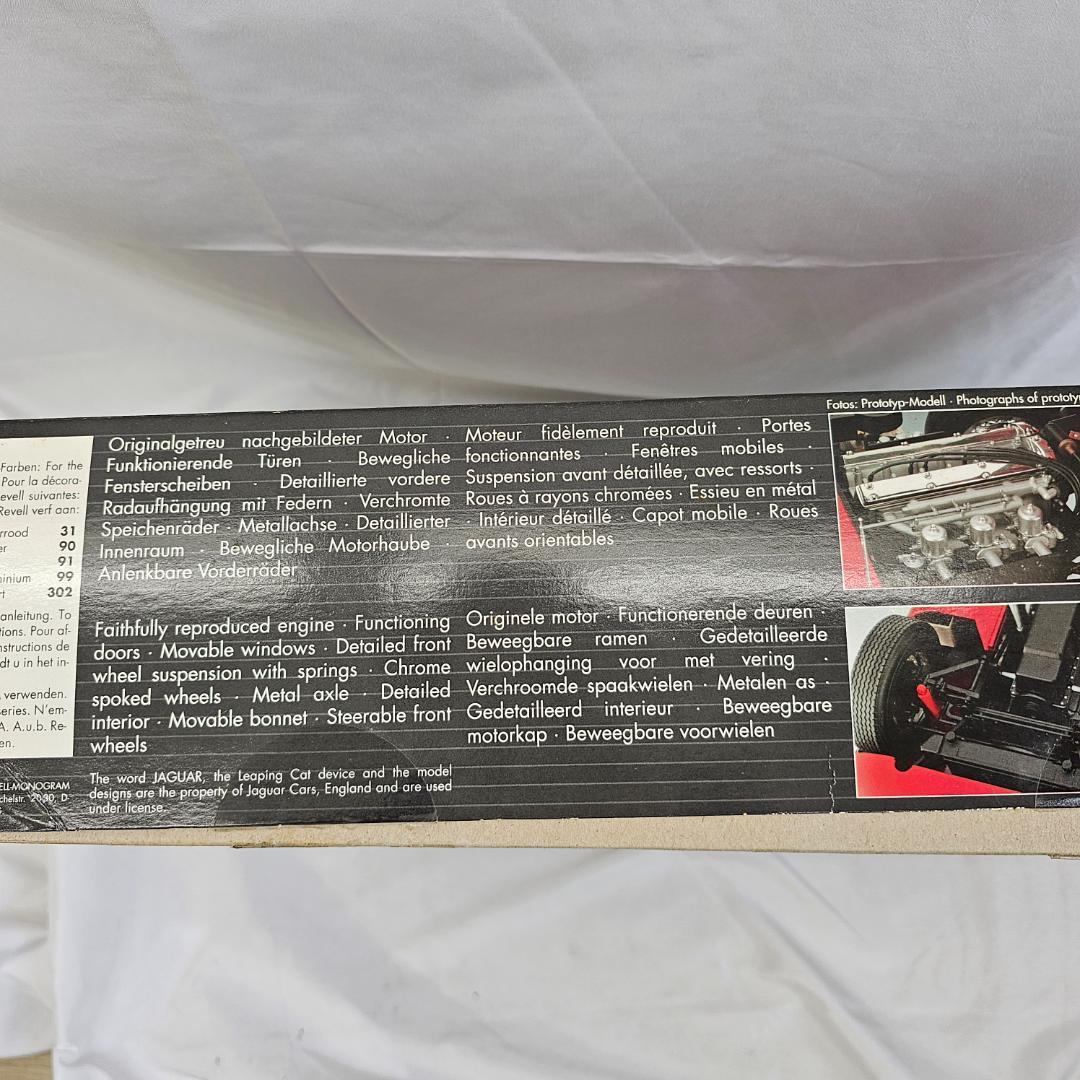 Farben: For the
Pour la décora-
evell suivantes:
Revell verf aan:
rrood 31
er 90
91
inium 99
rt 302
anleitung. To
tions. Pour af-
nstructions de
dt u in het in-
verwenden.
series. N'em-
A. A.u.b. Re-
en.
ELL-MONOGRAM
chelstr. 20-30, D-
Originalgetreu nachgebildeter Motor ·
Funktionierende Türen · Bewegliche
Fensterscheiben · Detaillierte vordere
Radaufhängung mit Federn · Verchromte
Speichenräder · Metallachse · Detaillierter
Innenraum · Bewegliche Motorhaube ·
Anlenkbare Vorderräder
Moteur fidèlement reproduit · Portes
fonctionnantes · Fenêtres mobiles ·
Suspension avant détaillée, avec ressorts ·
Roues à rayons chromées · Essieu en métal
· Intérieur détaillé · Capot mobile · Roues
avants orientables
Faithfully reproduced engine · Functioning
doors · Movable windows · Detailed front
wheel suspension with springs · Chrome
spoked wheels · Metal axle · Detailed
interior · Movable bonnet · Steerable front
wheels
Originele motor · Functionerende deuren ·
Beweegbare ramen · Gedetailleerde
wielophanging voor met vering ·
Verchroomde spaakwielen · Metalen as ·
Gedetailleerd interieur · Beweegbare
motorkap · Beweegbare voorwielen
The word JAGUAR, the Leaping Cat device and the model
designs are the property of Jaguar Cars, England and are used
under license.
Fotos: Prototyp-Modell · Photographs of prototyp